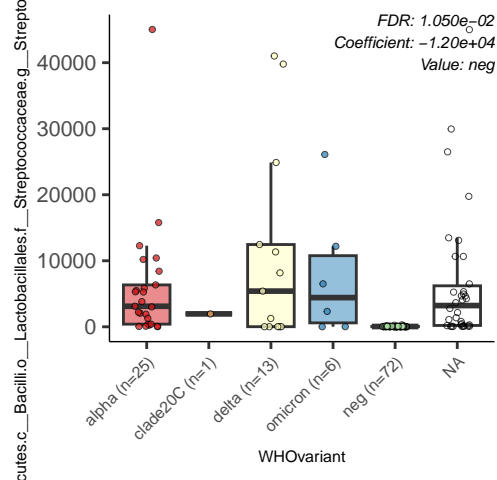 FDR: 1.050e−02
Coefficient: −1.20e+04
Value: neg
cutes.c__Bacilli.o__Lactobacillales.f__Streptococcaceae.g__Strepto
40000
30000
20000
10000
0
alpha (n=25)
clade20C (n=1)
delta (n=13)
omicron (n=6)
neg (n=72)
NA
WHOvariant